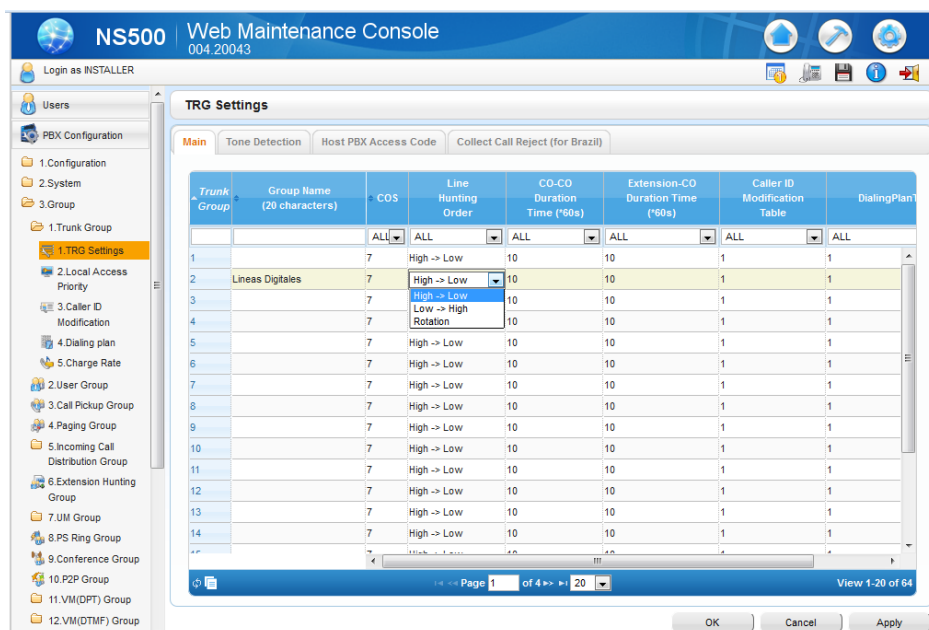 NS500
Web Maintenance Console
004.20043
Login as INSTALLER
Users
PBX Configuration
1.Configuration
2.System
3.Group
1.Trunk Group
1.TRG Settings
2.Local Access
Priority
3.Caller ID
Modification
4.Dialing plan
5.Charge Rate
2.User Group
3.Call Pickup Group
4.Paging Group
5.Incoming Call
Distribution Group
6.Extension Hunting
Group
7.UM Group
8.PS Ring Group
9.Conference Group
10.P2P Group
11.VM(DPT) Group
12.VM(DTMF) Group
TRG Settings
Main Tone Detection Host PBX Access Code Collect Call Reject (for Brazil)
Trunk Group
Group Name (20 characters)
COS
Line Hunting Order
CO-CO Duration Time (*60s)
Extension-CO Duration Time (*60s)
Caller ID Modification Table
DialingPlanT
ALL ALL ALL ALL ALL ALL
1 7 High -> Low 10 10 1 1
2 Lineas Digitales 7 High -> Low 10 10 1 1
High -> Low
Low -> High
Rotation
3 7 10 10 1 1
4 7 10 10 1 1
5 7 High -> Low 10 10 1 1
6 7 High -> Low 10 10 1 1
7 7 High -> Low 10 10 1 1
8 7 High -> Low 10 10 1 1
9 7 High -> Low 10 10 1 1
10 7 High -> Low 10 10 1 1
11 7 High -> Low 10 10 1 1
12 7 High -> Low 10 10 1 1
13 7 High -> Low 10 10 1 1
14 7 High -> Low 10 10 1 1
Page 1 of 4 20 View 1-20 of 64
OK Cancel Apply